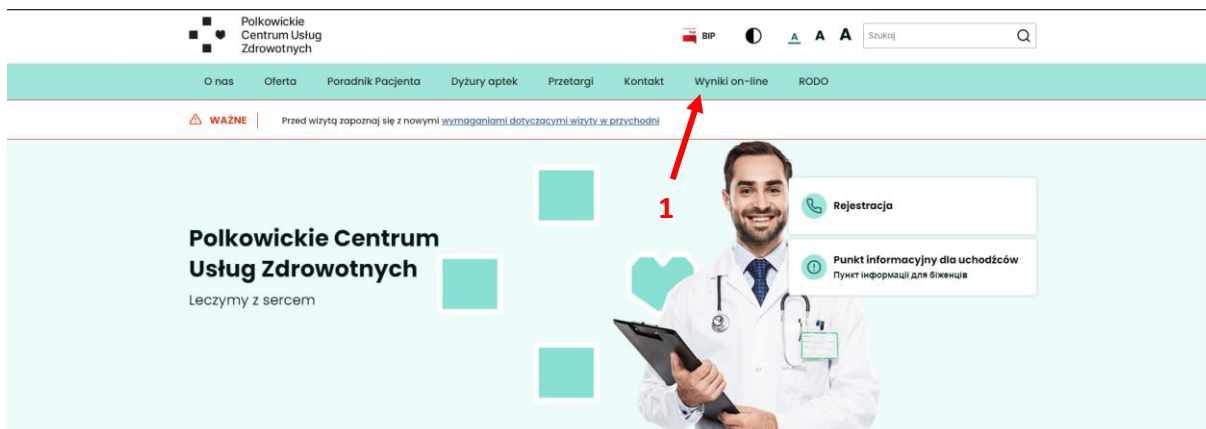 Polkowickie
Centrum Usług
Zdrowotnych
BIP
A A A
Szukaj
O nas Oferta Poradnik Pacjenta Dyżury aptek Przetargi Kontakt Wyniki on-line RODO
WAŻNE Przed wizytą zapoznaj się z nowymi wymaganiami dotyczącymi wizyty w przychodni
1
Rejestracja
Polkowickie Centrum
Usług Zdrowotnych
Leczymy z sercem
Punkt informacyjny dla uchodźców
Пункт інформації для біженців